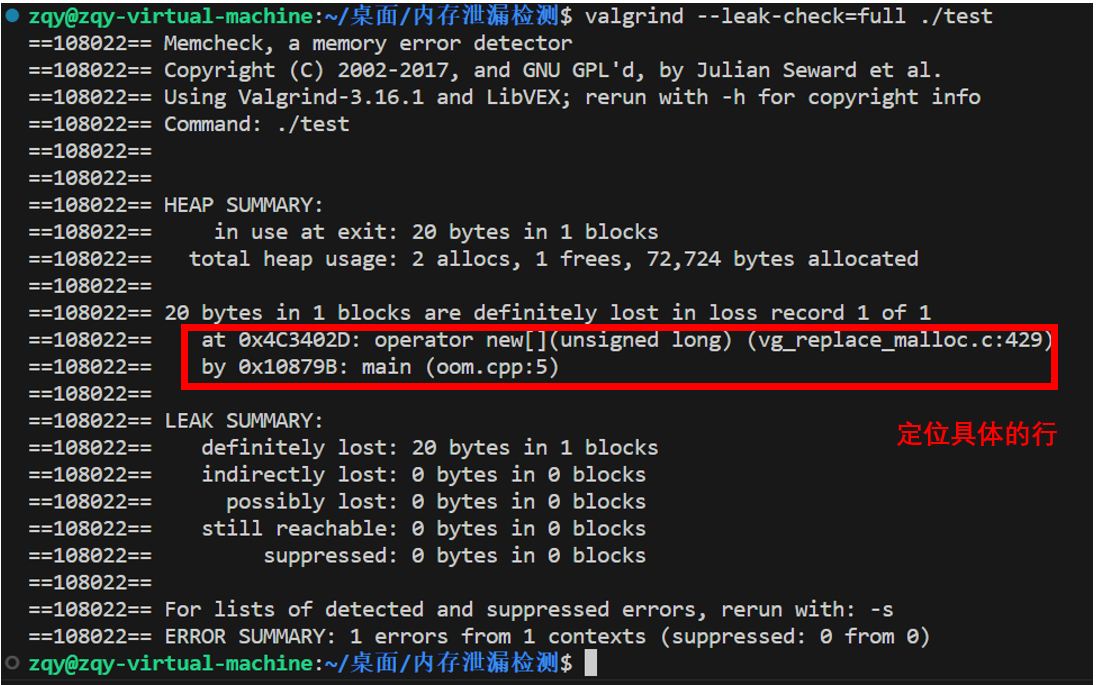 zqy@zqy-virtual-machine:~/桌面/内存泄漏检测$ valgrind --leak-check=full ./test
==108022== Memcheck, a memory error detector
==108022== Copyright (C) 2002-2017, and GNU GPL'd, by Julian Seward et al.
==108022== Using Valgrind-3.16.1 and LibVEX; rerun with -h for copyright info
==108022== Command: ./test
==108022==
==108022==
==108022== HEAP SUMMARY:
==108022==     in use at exit: 20 bytes in 1 blocks
==108022==   total heap usage: 2 allocs, 1 frees, 72,724 bytes allocated
==108022==
==108022== 20 bytes in 1 blocks are definitely lost in loss record 1 of 1
==108022==    at 0x4C3402D: operator new[](unsigned long) (vg_replace_malloc.c:429)
==108022==    by 0x10879B: main (oom.cpp:5)
==108022==
==108022== LEAK SUMMARY:
定位具体的行
==108022==    definitely lost: 20 bytes in 1 blocks
==108022==    indirectly lost: 0 bytes in 0 blocks
==108022==      possibly lost: 0 bytes in 0 blocks
==108022==    still reachable: 0 bytes in 0 blocks
==108022==         suppressed: 0 bytes in 0 blocks
==108022==
==108022== For lists of detected and suppressed errors, rerun with: -s
==108022== ERROR SUMMARY: 1 errors from 1 contexts (suppressed: 0 from 0)
zqy@zqy-virtual-machine:~/桌面/内存泄漏检测$